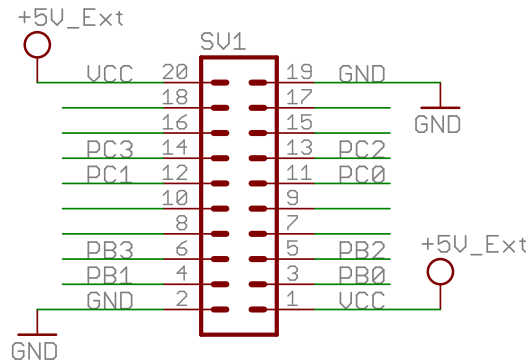 +5V_Ext
SV1
VCC 20 19 GND
18 17
16 15
GND
PC3 14 13 PC2
PC1 12 11 PC0
10 9
8 7
PB3 6 5 PB2
+5V_Ext
PB1 4 3 PB0
GND 2 1 VCC
GND